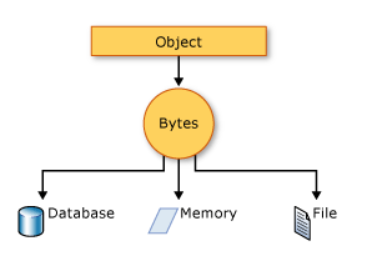 Object
Bytes
Database
Memory
File